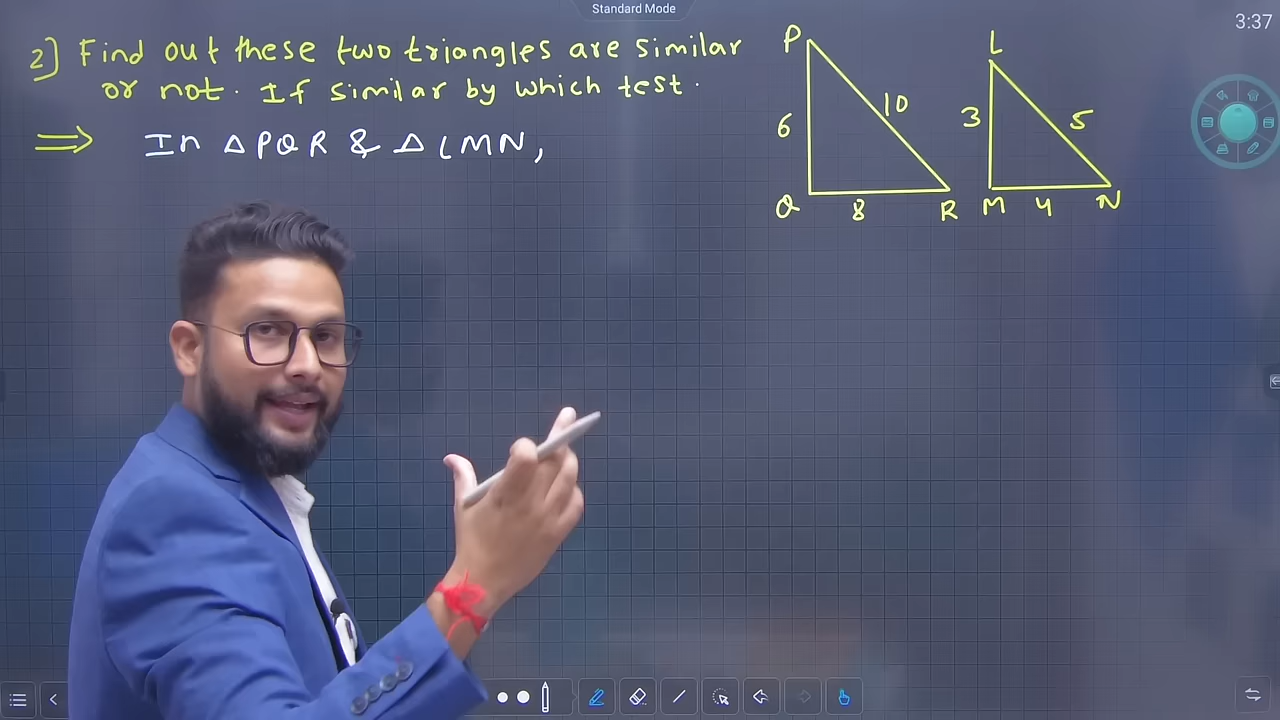 Standard Mode
3:37
2] Find out these two triangles are similar
or not. If similar by which test.
⇒ In △PQR & △LMN,
P
6
10
Q
8
R
L
3
5
M
4
N